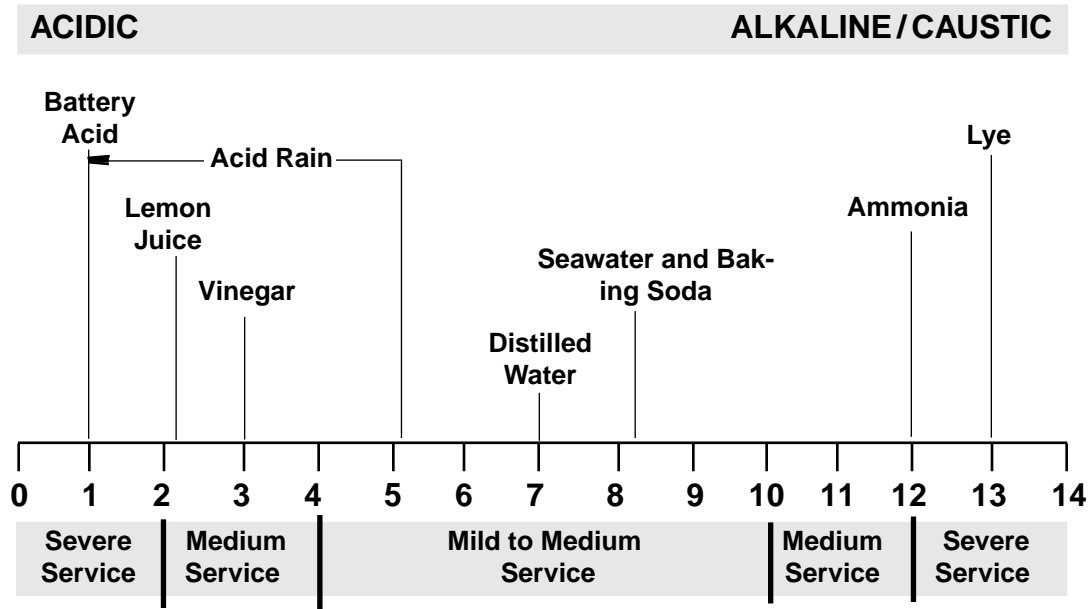 ACIDIC ALKALINE/CAUSTIC
Battery
Acid
Acid Rain
Lye
Lemon
Juice
Ammonia
Vinegar
Seawater and Bak-
ing Soda
Distilled
Water
0 1 2 3 4 5 6 7 8 9 10 11 12 13 14
Severe
Service
Medium
Service
Mild to Medium
Service
Medium
Service
Severe
Service